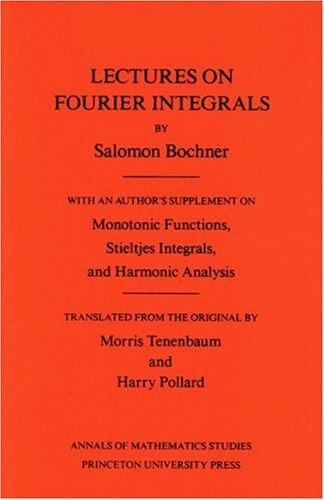 LECTURES ON
FOURIER INTEGRALS
BY
Salomon Bochner
WITH AN AUTHOR'S SUPPLEMENT ON
Monotonic Functions,
Stieltjes Integrals,
and Harmonic Analysis
TRANSLATED FROM THE ORIGINAL BY
Morris Tenenbaum
and
Harry Pollard
ANNALS OF MATHEMATICS STUDIES
PRINCETON UNIVERSITY PRESS